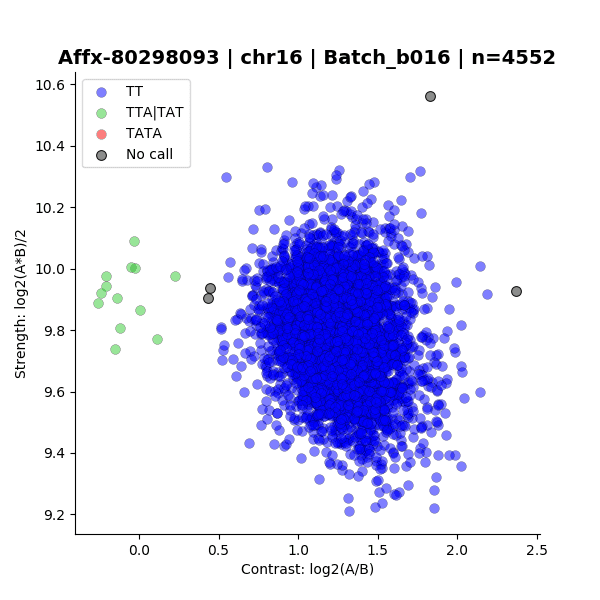 Affx-80298093 | chr16 | Batch_b016 | n=4552
TT
TTA|TAT
TATA
No call
Strength: log2(A*B)/2
10.6
10.4
10.2
10.0
9.8
9.6
9.4
9.2
0.0 0.5 1.0 1.5 2.0 2.5
Contrast: log2(A/B)